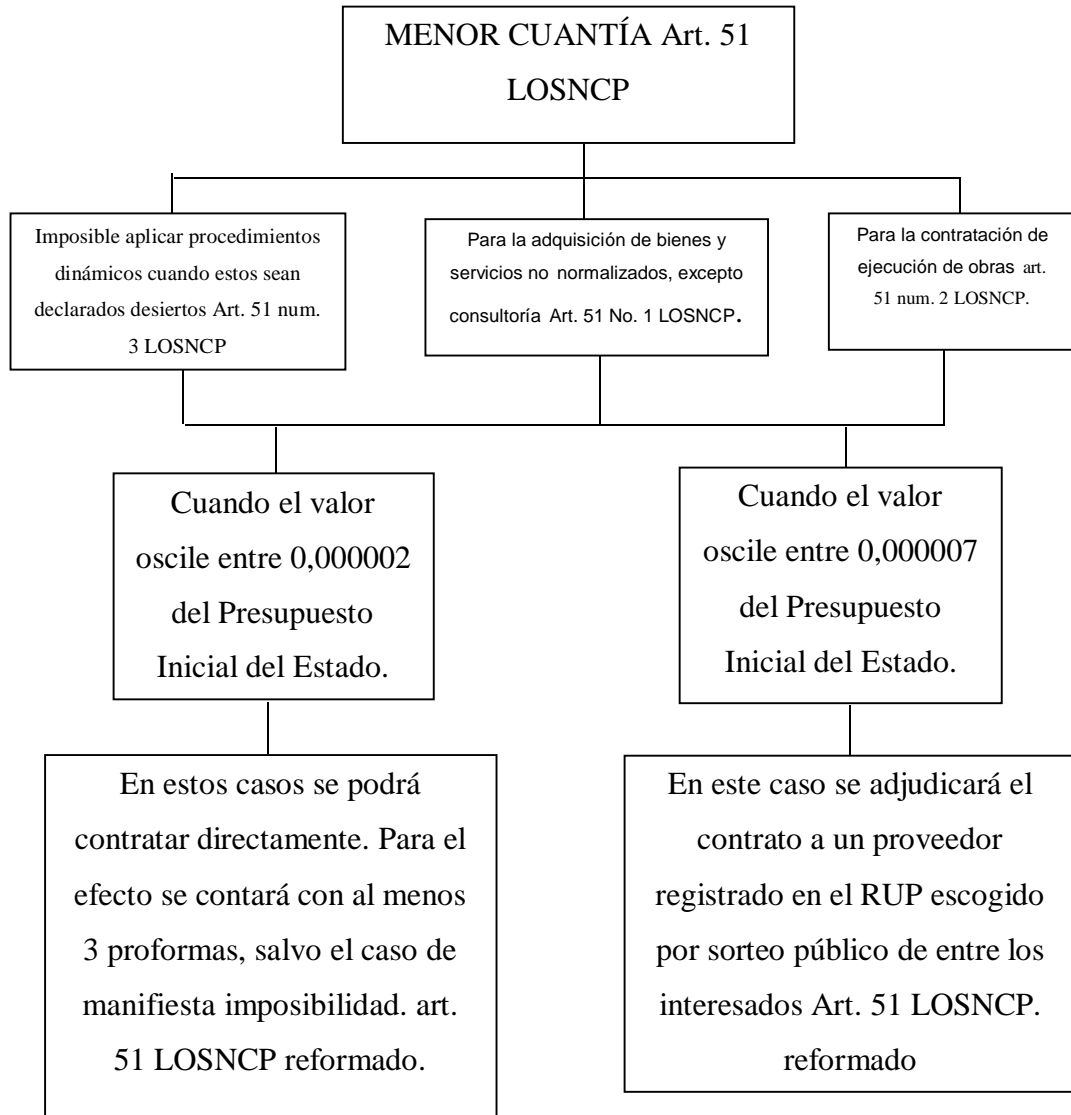 MENOR CUANTÍA Art. 51
LOSNCP
Imposible aplicar procedimientos
dinámicos cuando estos sean
declarados desiertos Art. 51 num.
3 LOSNCP
Para la adquisición de bienes y
servicios no normalizados, excepto
consultoría Art. 51 No. 1 LOSNCP.
Para la contratación de
ejecución de obras art.
51 num. 2 LOSNCP.
Cuando el valor
oscile entre 0,000002
del Presupuesto
Inicial del Estado.
Cuando el valor
oscile entre 0,000007
del Presupuesto
Inicial del Estado.
En estos casos se podrá
contratar directamente. Para el
efecto se contará con al menos
3 proformas, salvo el caso de
manifiesta imposibilidad. art.
51 LOSNCP reformado.
En este caso se adjudicará el
contrato a un proveedor
registrado en el RUP escogido
por sorteo público de entre los
interesados Art. 51 LOSNCP.
reformado